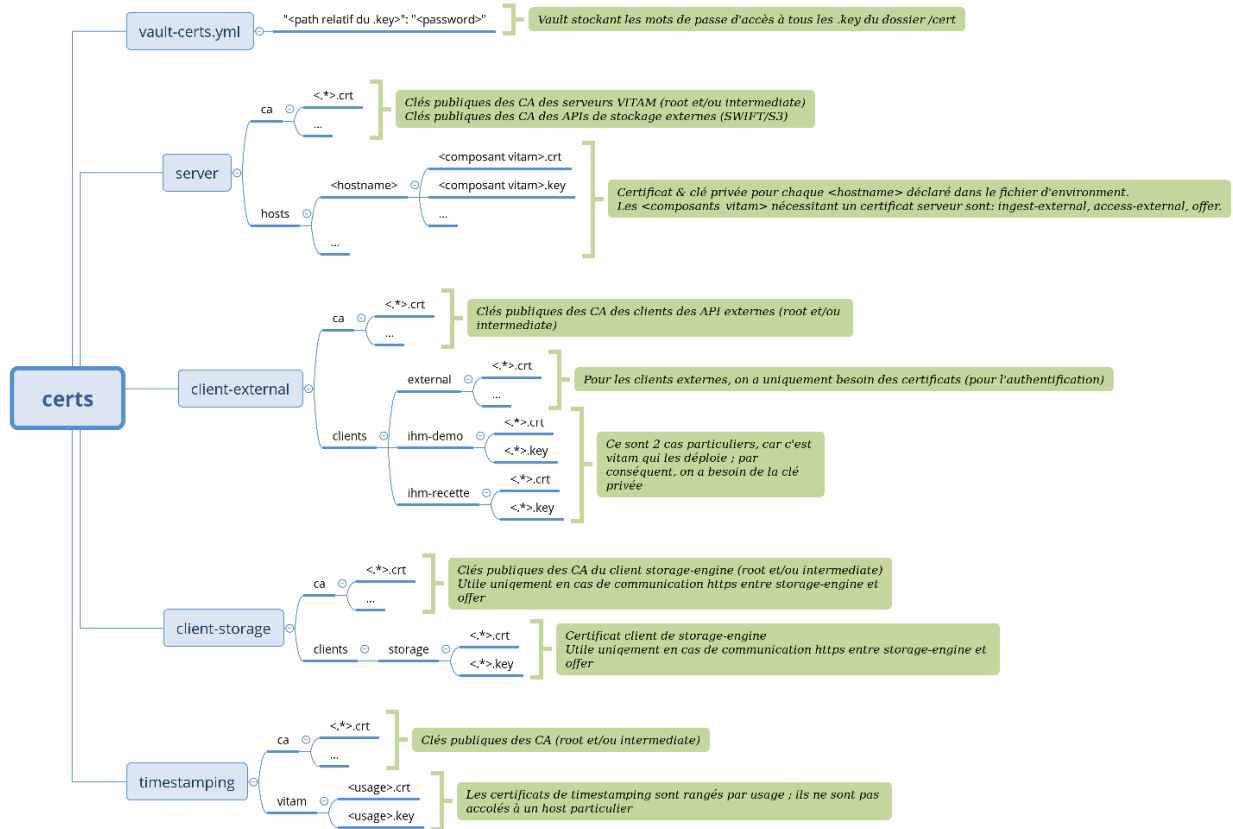 vault-certs.yml
"<path relatif du .key>": "<password>"
Vault stockant les mots de passe d'accès à tous les .key du dossier /cert
server
ca
<.*>.crt
...
Clés publiques des CA des serveurs VITAM (root et/ou intermediate)
Clés publiques des CA des APIs de stockage externes (SWIFT/S3)
hosts
<hostname>
<composant vitam>.crt
<composant vitam>.key
...
...
Certificat & clé privée pour chaque <hostname> déclaré dans le fichier d'environment.
Les <composants vitam> nécessitant un certificat serveur sont: ingest-external, access-external, offer.
certs
client-external
ca
<.*>.crt
...
Clés publiques des CA des clients des API externes (root et/ou
intermediate)
clients
external
<.*>.crt
...
Pour les clients externes, on a uniquement besoin des certificats (pour l'authentification)
ihm-demo
<.*>.crt
<.*>.key
ihm-recette
<.*>.crt
<.*>.key
Ce sont 2 cas particuliers, car c'est
vitam qui les déploie ; par
conséquent, on a besoin de la clé
privée
client-storage
ca
<.*>.crt
...
Clés publiques des CA du client storage-engine (root et/ou intermediate)
Utile uniqement en cas de communication https entre storage-engine et
offer
clients
storage
<.*>.crt
<.*>.key
Certificat client de storage-engine
Utile uniqement en cas de communication https entre storage-engine et
offer
timestamping
ca
<.*>.crt
...
Clés publiques des CA (root et/ou intermediate)
vitam
<usage>.crt
<usage>.key
Les certificats de timestamping sont rangés par usage ; ils ne sont pas
accolés à un host particulier